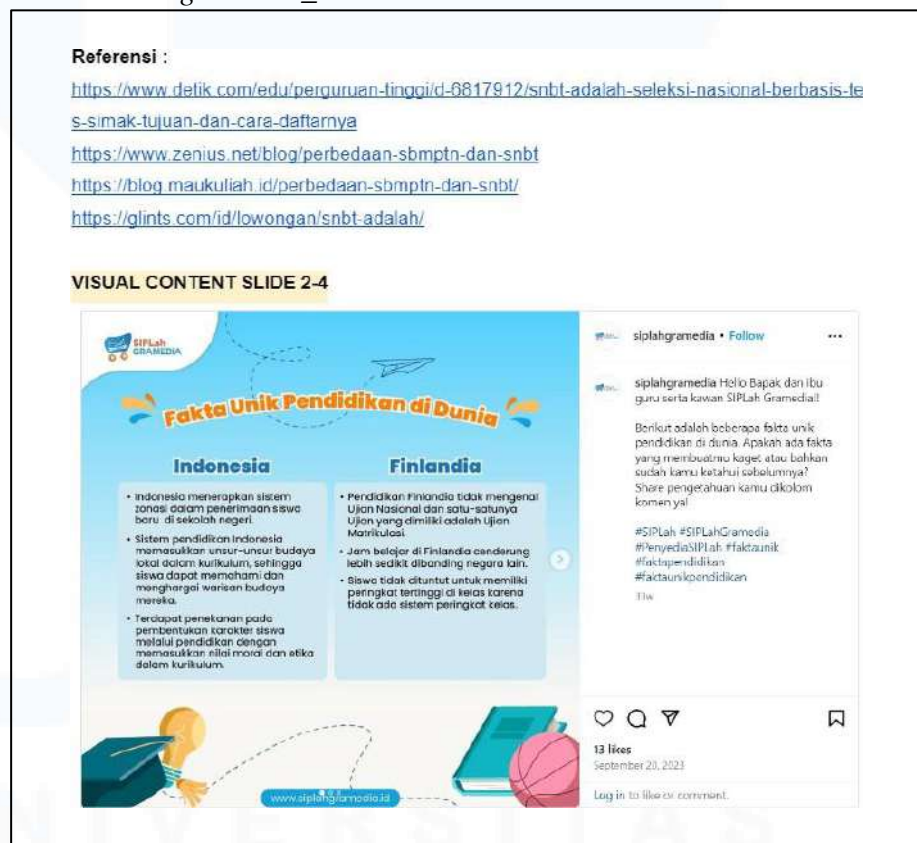 Referensi :
https://www.detik.com/edu/perguruan-tinggi/d-6817912/snbt-adalah-seleksi-nasional-berbasis-te
s-simak-tujuan-dan-cara-daftarnya
https://www.zenius.net/blog/perbedaan-sbmptn-dan-snbt
https://blog.maukuliah.id/perbedaan-sbmptn-dan-snbt/
https://glints.com/id/lowongan/snbt-adalah/
VISUAL CONTENT SLIDE 2-4
SIPLah
GRAMEDIA
Fakta Unik Pendidikan di Dunia
Indonesia
• Indonesia menerapkan sistem
zonasi dalam penerimaan siswa
baru di sekolah negeri.
• Sistem pendidikan Indonesia
memasukkan unsur-unsur budaya
lokal dalam kurikulum, sehingga
siswa dapat memahami dan
menghargai warisan budaya
mereka.
• Terdapat penekanan pada
pembentukan karakter siswa
melalui pendidikan dengan
memasukkan nilai moral dan etika
dalam kurikulum.
Finlandia
• Pendidikan Finlandia tidak mengenal
Ujian Nasional dan satu-satunya
Ujian yang dimiliki adalah Ujian
Matrikulasi.
• Jam belajar di Finlandia cenderung
lebih sedikit dibanding negara lain.
• Siswa tidak dituntut untuk memiliki
peringkat tertinggi di kelas karena
tidak ada sistem peringkat kelas.
www.siplahgramedia.id
siplahgramedia • Follow
siplahgramedia Hello Bapak dan Ibu
guru serta kawan SIPLah Gramedia!!
Berikut adalah beberapa fakta unik
pendidikan di dunia. Apakah ada fakta
yang membuatmu kaget atau bahkan
sudah kamu ketahui sebelumnya?
Share pengetahuan kamu dikolom
komen ya!
#SIPLah #SIPLahGramedia
#PenyediaSIPLah #faktaunik
#faktapendidikan
#faktaunikpendidikan
13 likes
September 20, 2023
Log in to like or comment.